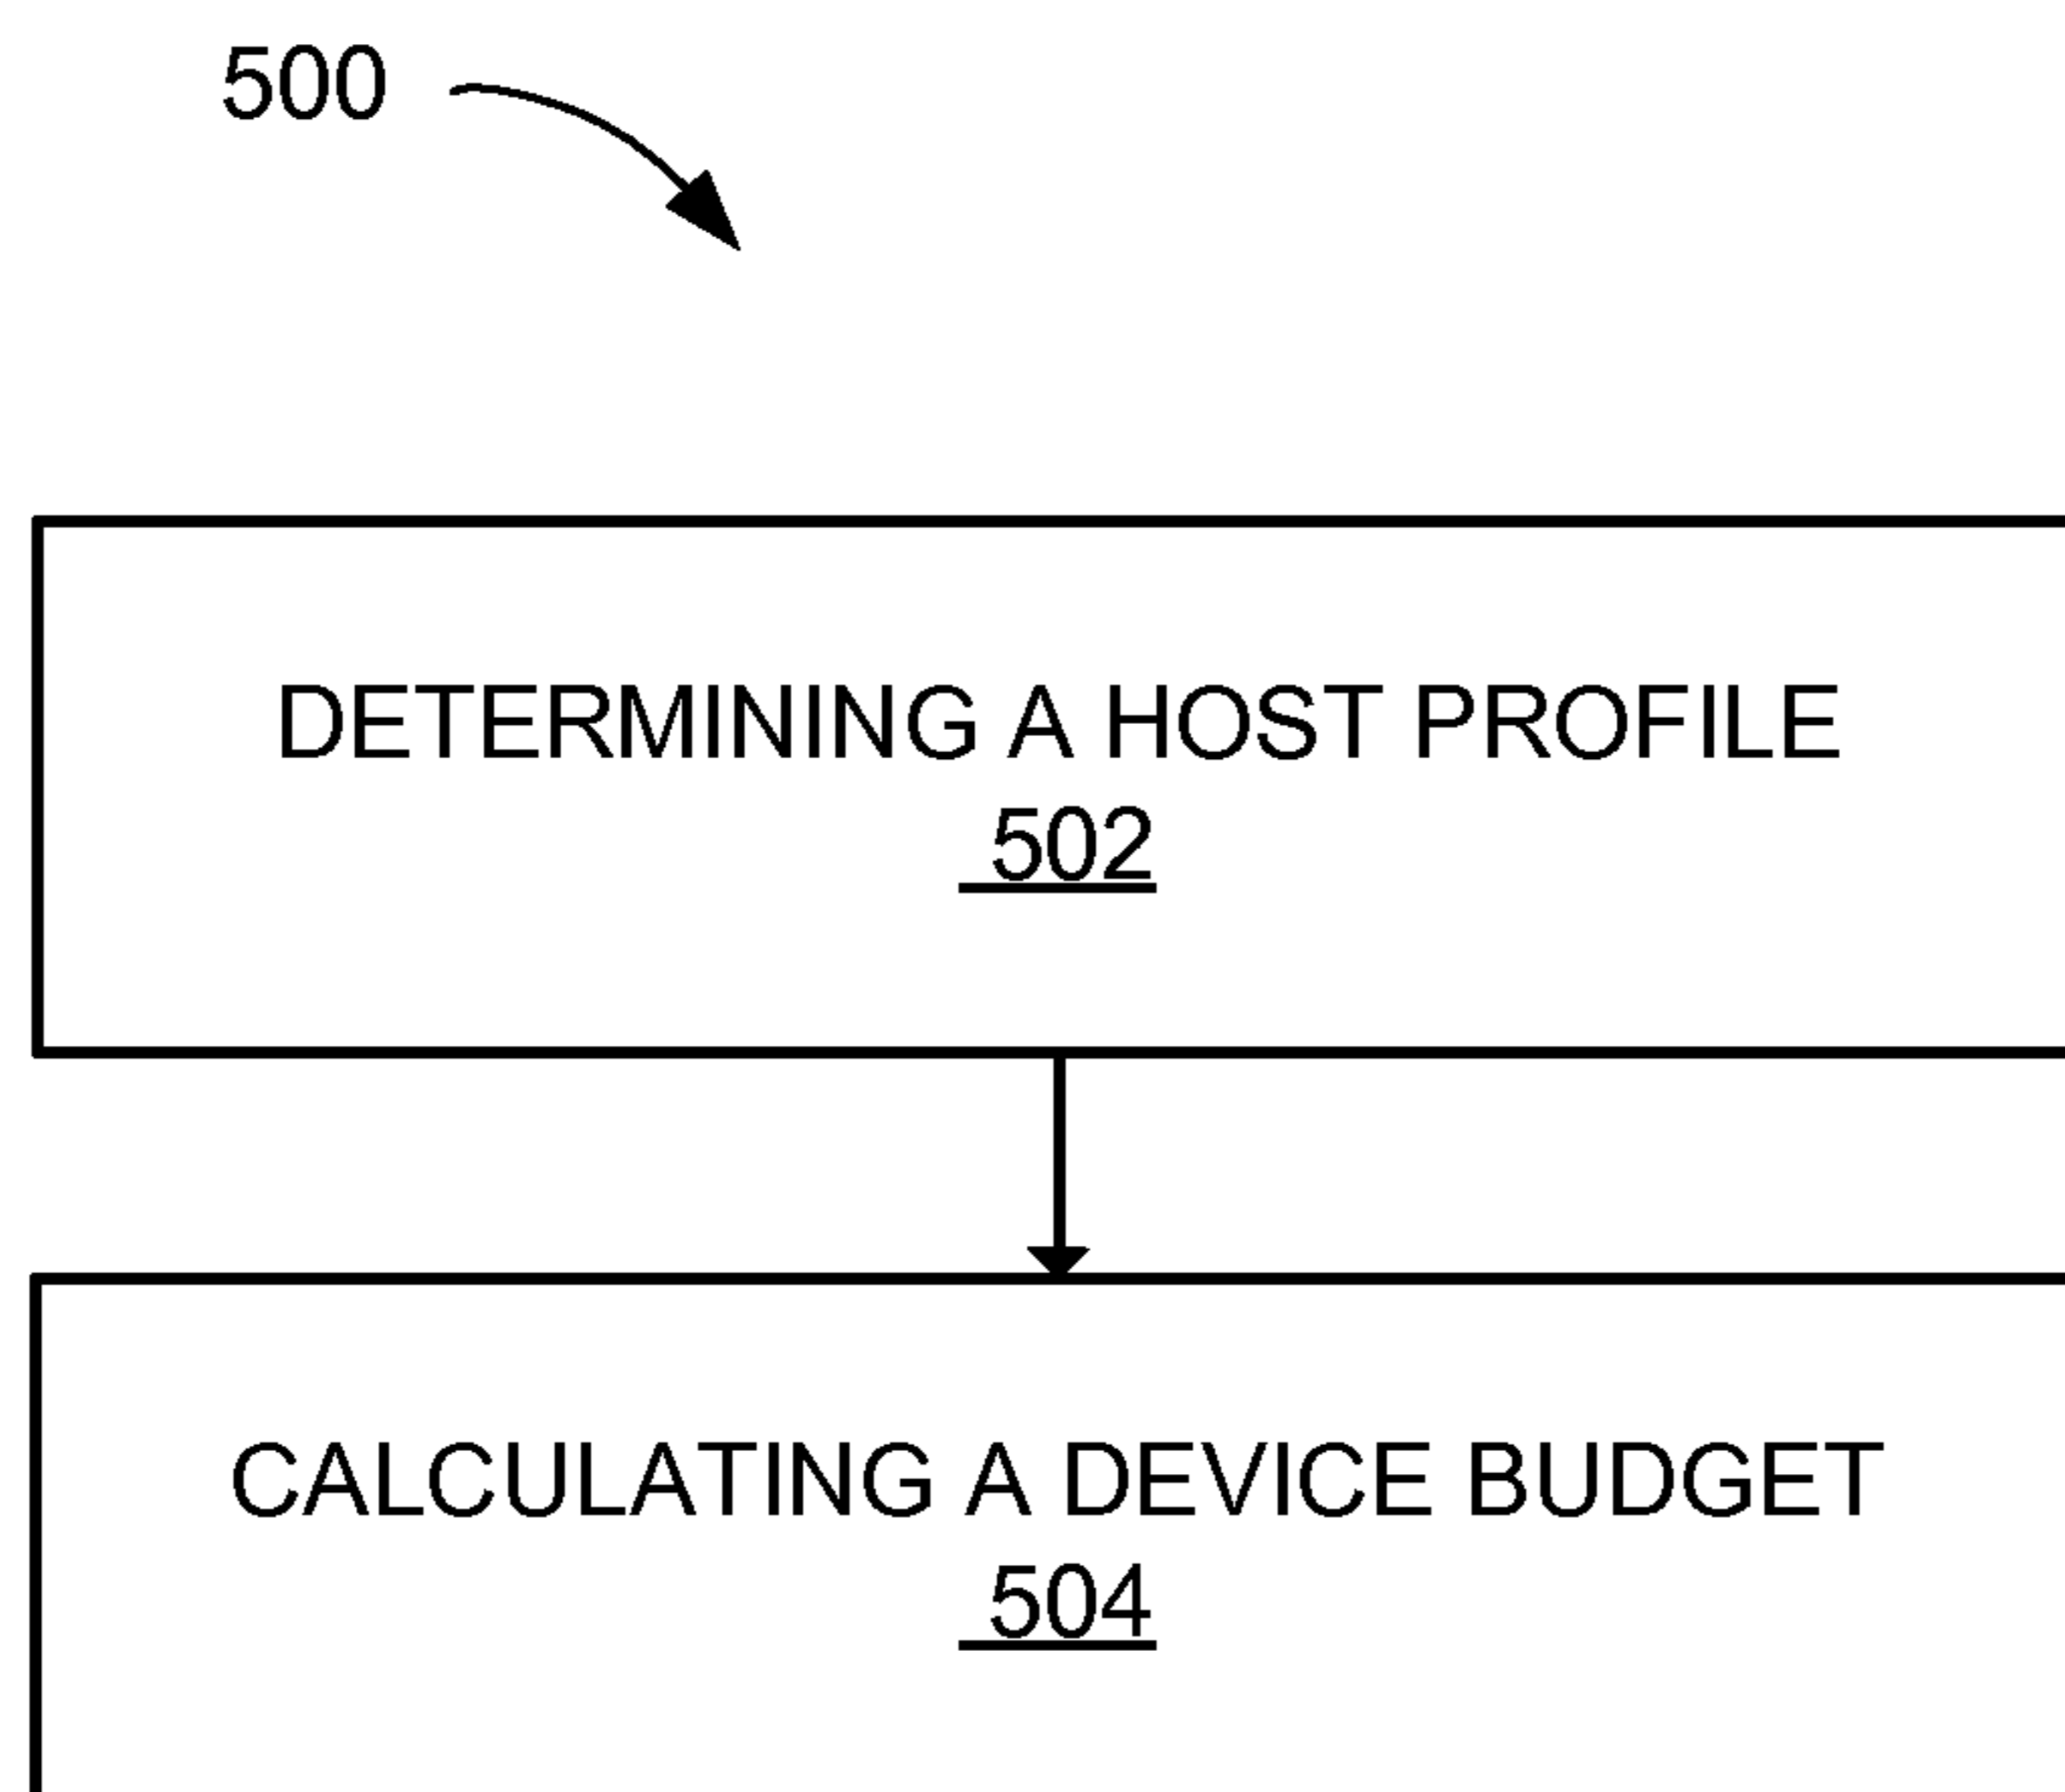 500
DETERMINING A HOST PROFILE
502
CALCULATING A DEVICE BUDGET
504